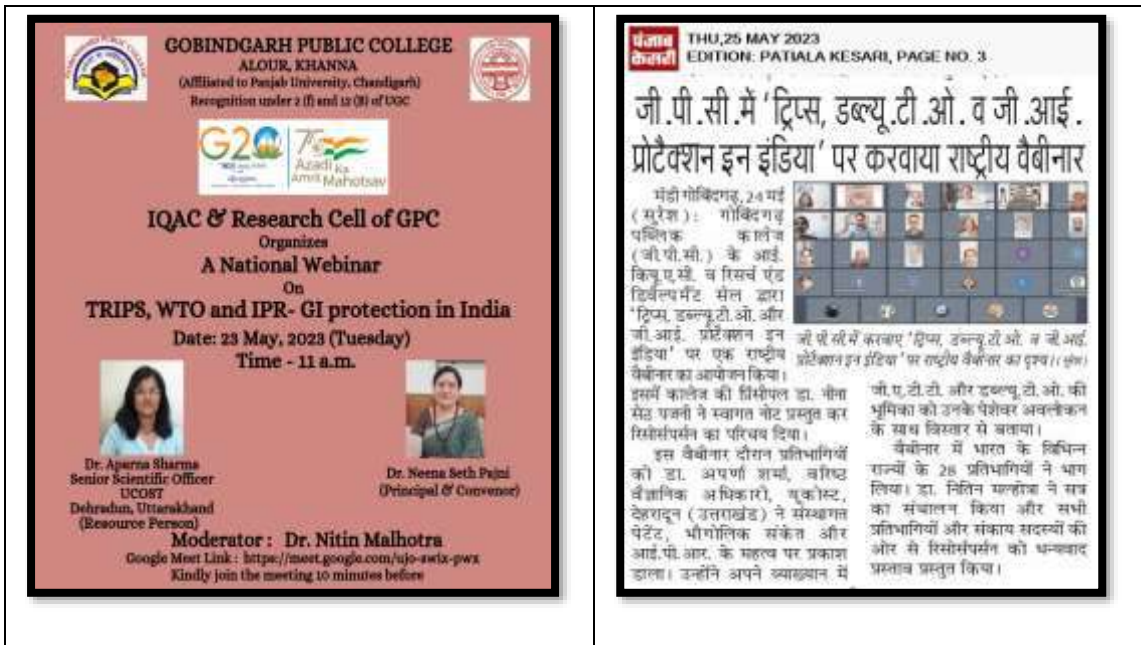 GOBINDGARH PUBLIC COLLEGE
ALOUR, KHANNA
(Affiliated to Panjab University, Chandigarh)
Recognition under 2 (f) and 12 (B) of UGC
G20
75
Azadi Ka
Amrit Mahotsav
IQAC & Research Cell of GPC
Organizes
A National Webinar
On
TRIPS, WTO and IPR- GI protection in India
Date: 23 May, 2023 (Tuesday)
Time - 11 a.m.
Dr. Aparna Sharma
Senior Scientific Officer
UCOST
Dehradun, Uttarakhand
(Resource Person)
Dr. Neena Seth Pajni
(Principal & Convenor)
Moderator : Dr. Nitin Malhotra
Google Meet Link : https://meet.google.com/ujo-awix-pwx
Kindly join the meeting 10 minutes before
पंजाब
केसरी
THU,25 MAY 2023
EDITION: PATIALA KESARI, PAGE NO. 3
जी.पी.सी.में 'ट्रिप्स, डब्ल्यू.टी.ओ. व जी.आई.
प्रोटैक्शन इन इंडिया' पर करवाया राष्ट्रीय वैबीनार
मंडी गोबिंदगढ़, 24 मई
(सुरेश): गोबिंदगढ़
पब्लिक कालेज
(जी.पी.सी.) के आई.
क्यू.ए.सी. व रिसर्च एंड
डिवेल्पमैंट सेल द्वारा
'ट्रिप्स, डब्ल्यू.टी.ओ. और
जी.आई. प्रोटैक्शन इन
इंडिया' पर एक राष्ट्रीय
वैबीनार का आयोजन किया।
इसमें कालेज की प्रिंसीपल डा. नीना
सेठ पजनी ने स्वागत नोट प्रस्तुत कर
रिसोर्सपर्सन का परिचय दिया।
इस वैबीनार दौरान प्रतिभागियों
को डा. अपर्णा शर्मा, वरिष्ठ
वैज्ञानिक अधिकारी, यूकोस्ट,
देहरादून (उत्तराखंड) ने संस्थागत
पेटेंट, भौगोलिक संकेत और
आई.पी.आर. के महत्व पर प्रकाश
डाला। उन्होंने अपने व्याख्यान में
जी.पी.सी.में करवाए 'ट्रिप्स, डब्ल्यू.टी.ओ. व जी.आई.
प्रोटैक्शन इन इंडिया' पर राष्ट्रीय वैबीनार का दृश्य।
जी.ए.टी.टी. और डब्ल्यू.टी.ओ. की
भूमिका को उनके पेशेवर अवलोकन
के साथ विस्तार से बताया।
वैबीनार में भारत के विभिन्न
राज्यों के 28 प्रतिभागियों ने भाग
लिया। डा. नितिन मल्होत्रा ने सत्र
का संचालन किया और सभी
प्रतिभागियों और संकाय सदस्यों की
ओर से रिसोर्सपर्सन को धन्यवाद
प्रस्ताव प्रस्तुत किया।